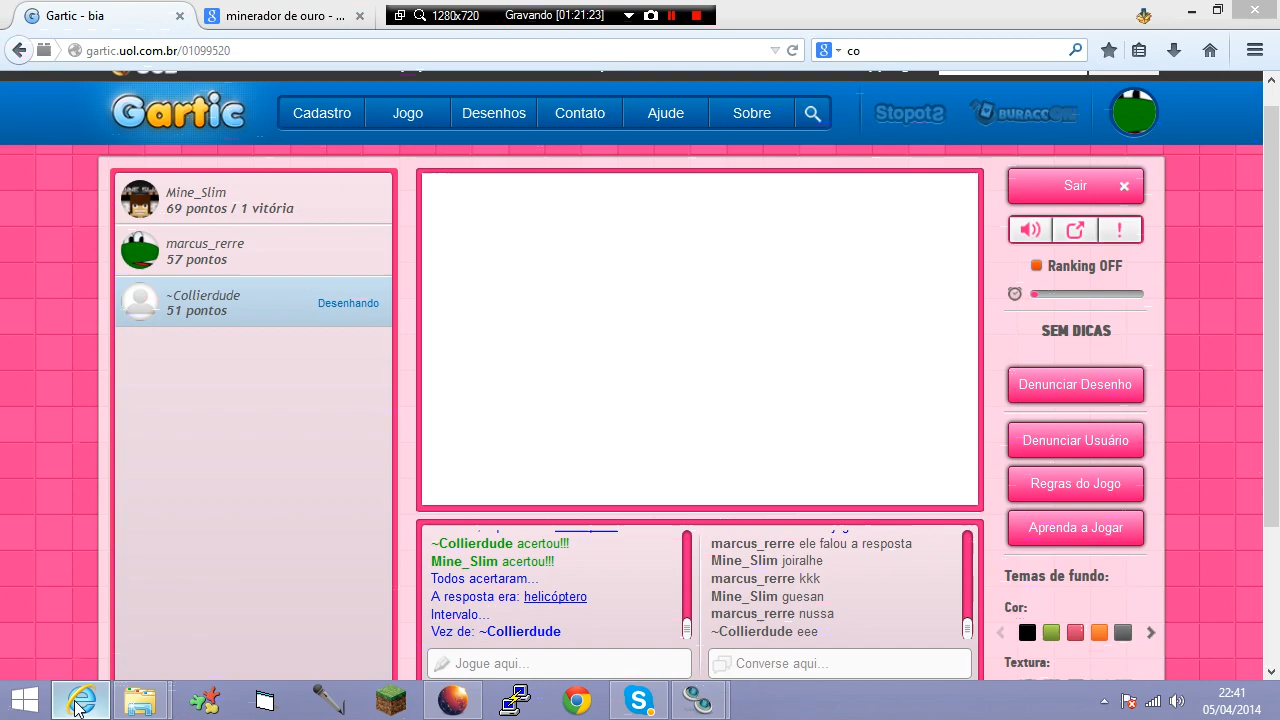 Gartic - bia
minerador de ouro - ...
1280x720
Gravando [01:21:23]
gartic.uol.com.br/01099520
co
Gartic
Cadastro
Jogo
Desenhos
Contato
Ajude
Sobre
StopotS
BURACOON
Mine_Slim
69 pontos / 1 vitória
marcus_rerre
57 pontos
~Collierdude
51 pontos
Desenhando
Sair
Ranking OFF
SEM DICAS
Denunciar Desenho
Denunciar Usuário
Regras do Jogo
Aprenda a Jogar
Temas de fundo:
Cor:
Textura:
~Collierdude acertou!!!
Mine_Slim acertou!!!
Todos acertaram...
A resposta era: helicóptero
Intervalo...
Vez de: ~Collierdude
Jogue aqui...
marcus_rerre ele falou a resposta
Mine_Slim joiralhe
marcus_rerre kkk
Mine_Slim guesan
marcus_rerre nussa
~Collierdude eee
Converse aqui...
22:41
05/04/2014